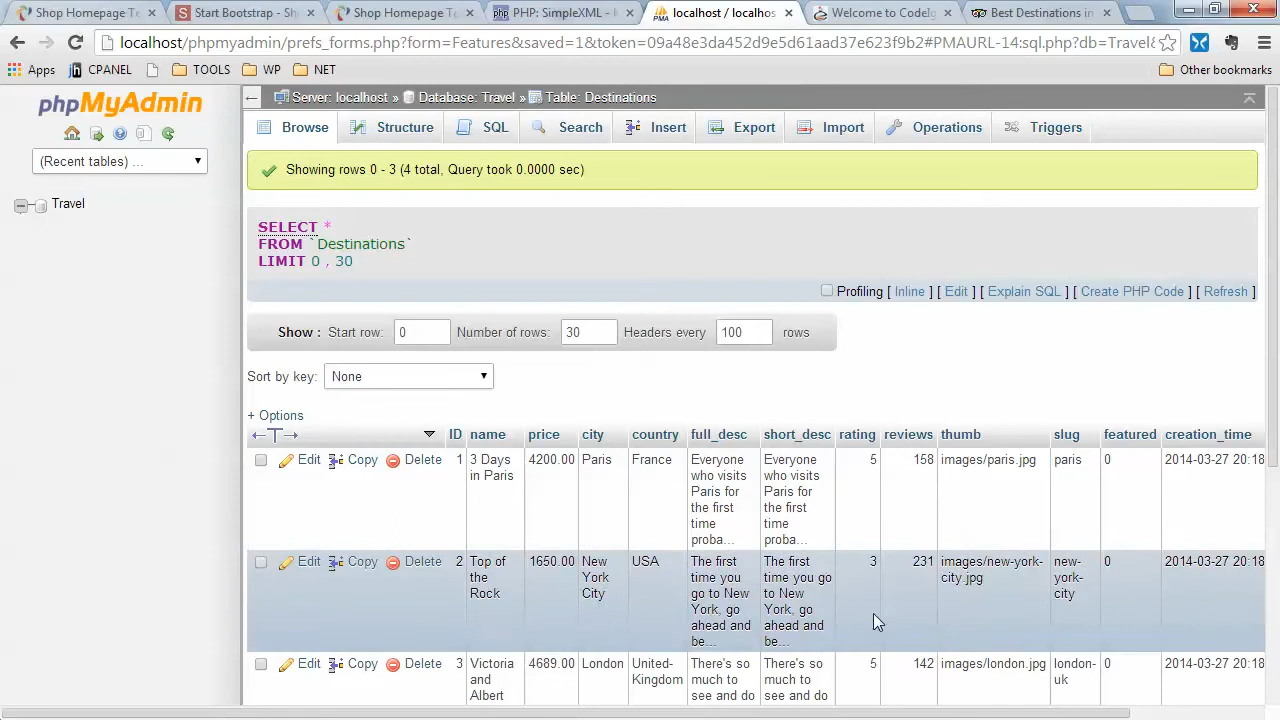 Shop Homepage Te
Start Bootstrap - Sh
Shop Homepage Te
php PHP: SimpleXML - M
PMA localhost / localhos
Welcome to CodeIg
Best Destinations in
localhost/phpmyadmin/prefs_forms.php?form=Features&saved=1&token=09a48e3da452d9e5d61aad37e623f9b2#PMAURL-14:sql.php?db=Travel&
Apps CPANEL TOOLS WP NET Other bookmarks
phpMyAdmin
(Recent tables) ...
Travel
Server: localhost » Database: Travel » Table: Destinations
Browse Structure SQL Search Insert Export Import Operations Triggers
Showing rows 0 - 3 (4 total, Query took 0.0000 sec)
SELECT *
FROM `Destinations`
LIMIT 0 , 30
Profiling [ Inline ] [ Edit ] [ Explain SQL ] [ Create PHP Code ] [ Refresh ]
Show : Start row: 0 Number of rows: 30 Headers every 100 rows
Sort by key: None
+ Options
ID name price city country full_desc short_desc rating reviews thumb slug featured creation_time
Edit Copy Delete 1 3 Days in Paris 4200.00 Paris France Everyone who visits Paris for the first time proba... Everyone who visits Paris for the first time proba... 5 158 images/paris.jpg paris 0 2014-03-27 20:18
Edit Copy Delete 2 Top of the Rock 1650.00 New York City USA The first time you go to New York, go ahead and be... The first time you go to New York, go ahead and be... 3 231 images/new-york-city.jpg new-york-city 0 2014-03-27 20:18
Edit Copy Delete 3 Victoria and Albert 4689.00 London United-Kingdom There's so much to see and do There's so much to see and do 5 142 images/london.jpg london-uk 0 2014-03-27 20:18